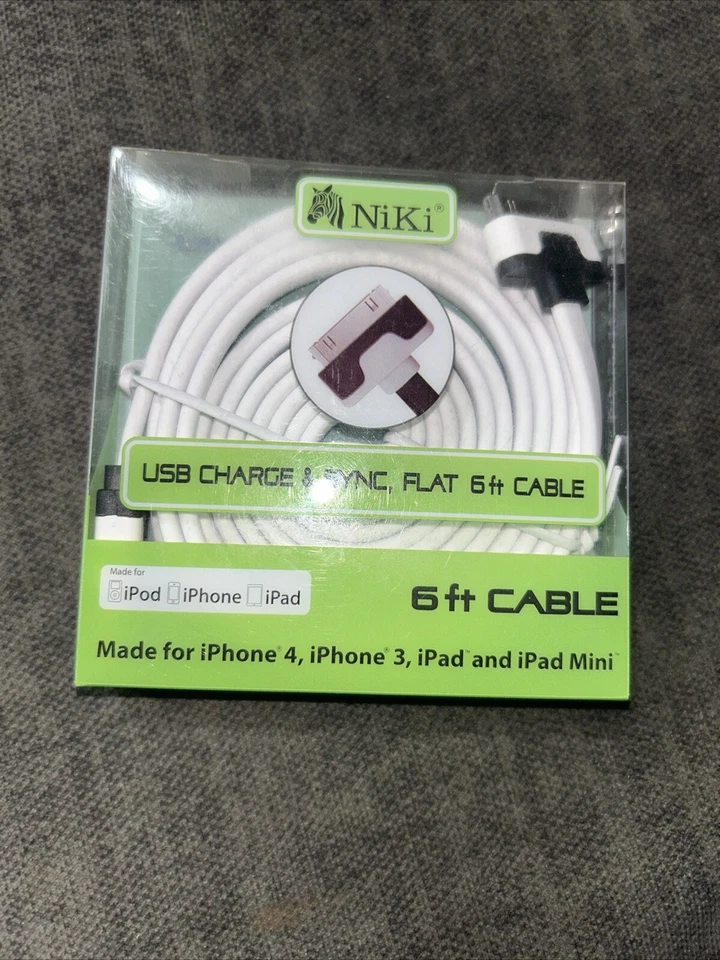 NiKi®
USB CHARGE & SYNC, FLAT 6ft CABLE
Made for
iPod iPhone iPad
6ft CABLE
Made for iPhone® 4, iPhone® 3, iPad™ and iPad Mini™